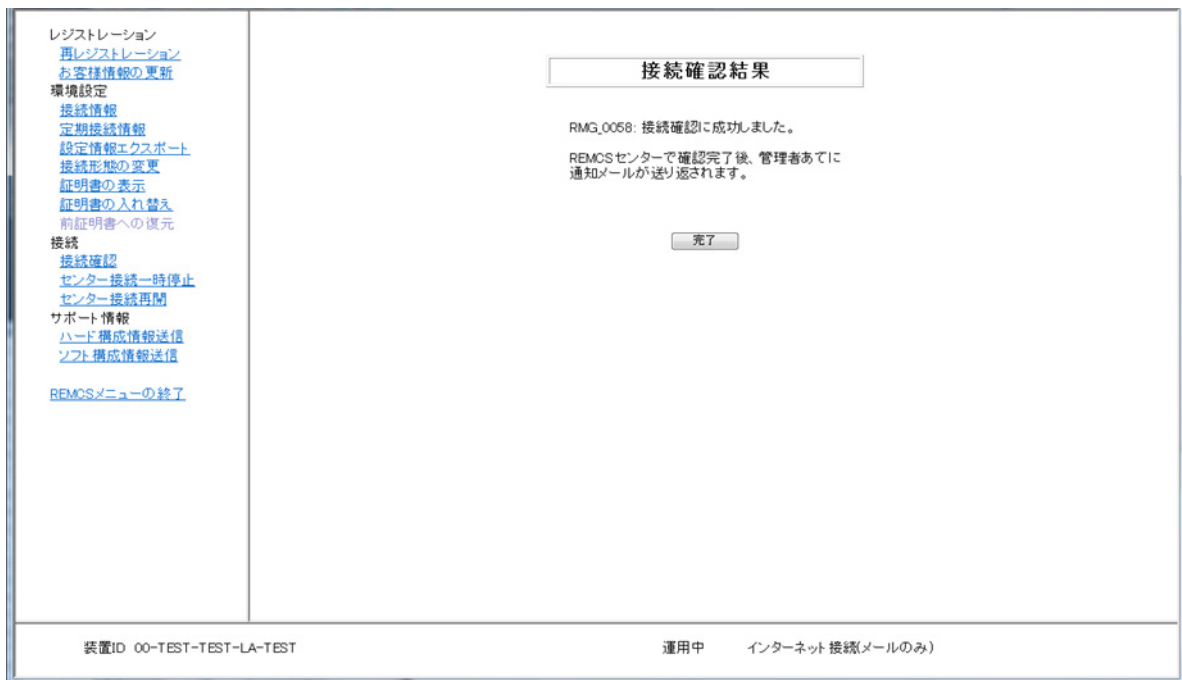 レジストレーション
再レジストレーション
お客様情報の更新
環境設定
接続情報
定期接続情報
設定情報エクスポート
接続形態の変更
証明書の表示
証明書の入れ替え
前証明書への復元
接続
接続確認
センター接続一時停止
センター接続再開
サポート情報
ハード構成情報送信
ソフト構成情報送信
REMCSメニューの終了
接続確認結果
RMG_0058: 接続確認に成功しました。
REMCSセンターで確認完了後、管理者あてに
通知メールが送り返されます。
完了
装置ID 00-TEST-TEST-LA-TEST
運用中 インターネット接続(メールのみ)